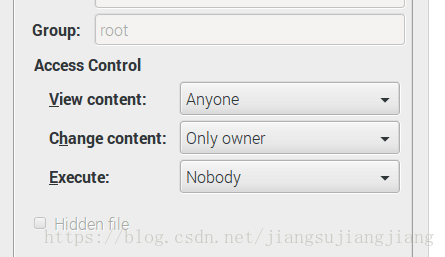 Group: root
Access Control
View content: Anyone
Change content: Only owner
Execute: Nobody
Hidden file
https://blog.csdn.net/jiangsujiangjiang